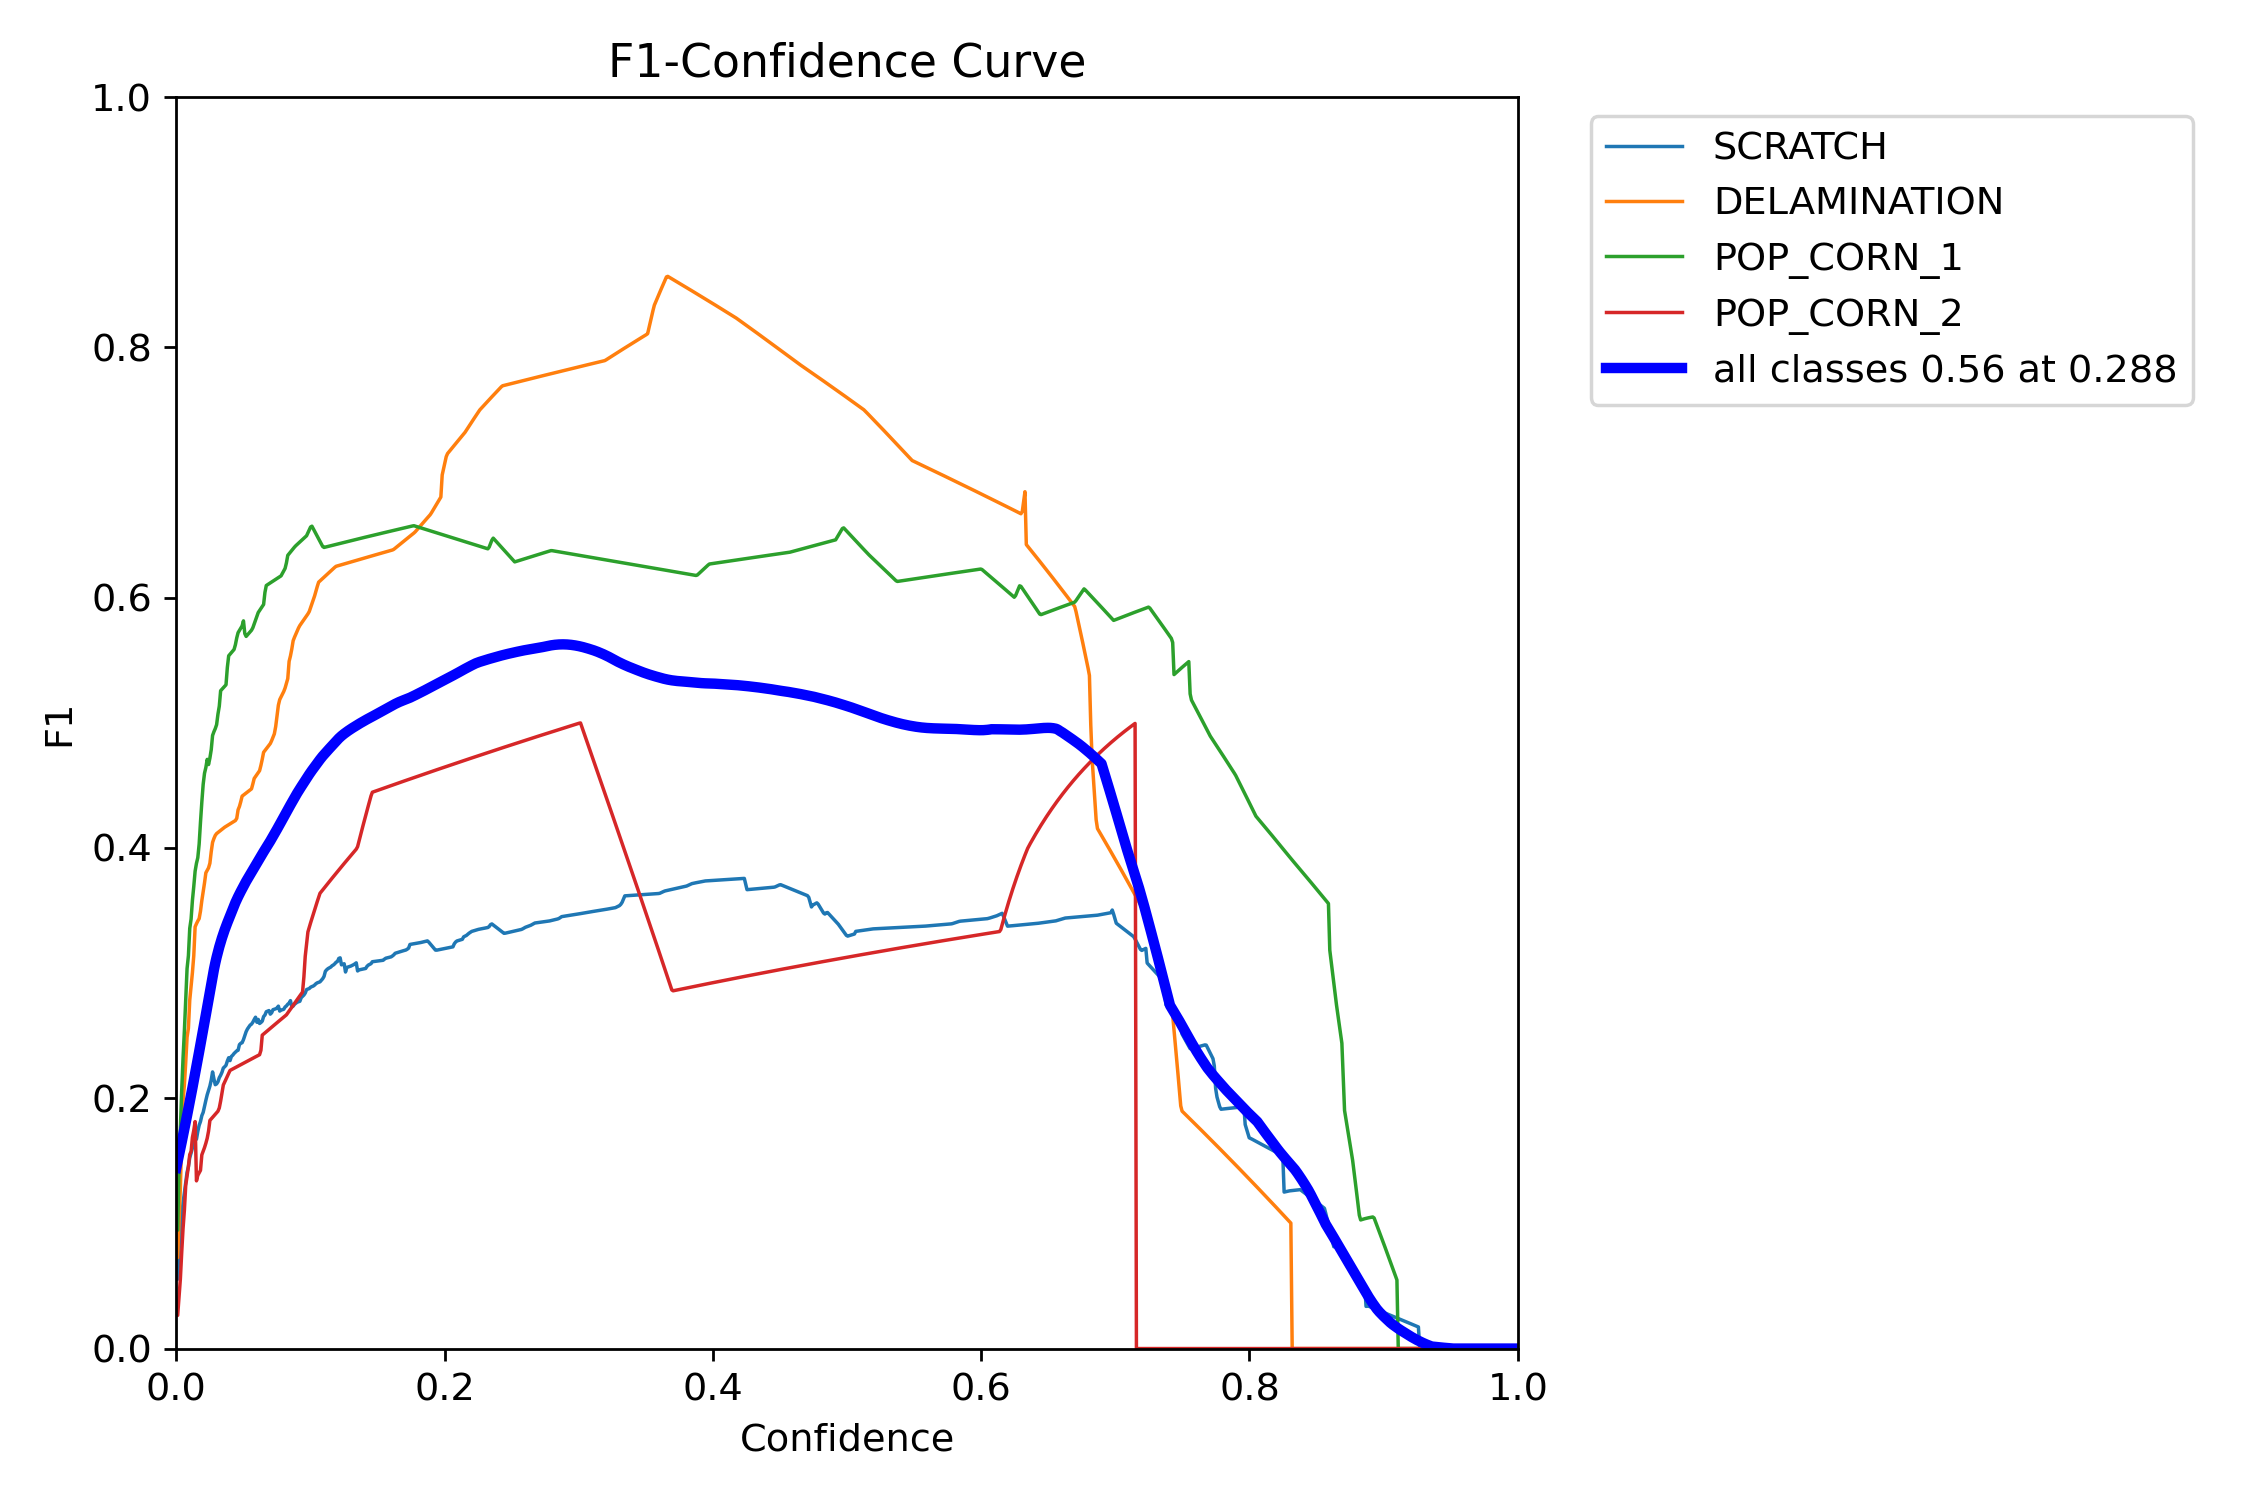 F1-Confidence Curve
1.0
0.8
0.6
0.4
0.2
0.0
F1
0.0 0.2 0.4 0.6 0.8 1.0
Confidence
SCRATCH
DELAMINATION
POP_CORN_1
POP_CORN_2
all classes 0.56 at 0.288